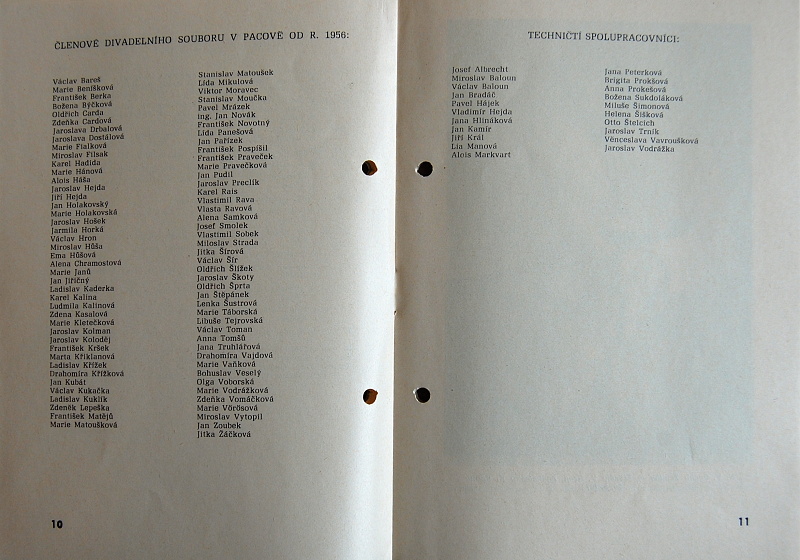 ČLENOVÉ DIVADELNÍHO SOUBORU V PACOVĚ OD R. 1956:
Václav Bareš
Marie Benišková
František Berka
Božena Býčková
Oldřich Carda
Zdeňka Cardová
Jaroslava Drbalová
Jaroslava Dostálová
Marie Fialková
Miroslav Filsak
Karel Hadida
Marie Hánová
Alois Háša
Jaroslav Hejda
Jiří Hejda
Jan Holakovský
Marie Holakovská
Jaroslav Hošek
Jarmila Horká
Václav Hron
Miroslav Hůša
Ema Hůšová
Alena Chramostová
Marie Janů
Jan Jiřičný
Ladislav Kaderka
Karel Kalina
Ludmila Kalinová
Zdena Kasalová
Marie Kletečková
Jaroslav Kolman
Jaroslav Koloděj
František Kršek
Marta Křiklanová
Ladislav Křížek
Drahomíra Křížková
Jan Kubát
Václav Kukačka
Ladislav Kuklík
Zdeněk Lepeška
František Matějů
Marie Matoušková
Stanislav Matoušek
Lída Mikulová
Viktor Moravec
Stanislav Moučka
Pavel Mrázek
ing. Jan Novák
František Novotný
Lída Panešová
Jan Pařízek
František Pospíšil
František Praveček
Marie Pravečková
Jan Pudil
Jaroslav Preclík
Karel Rais
Vlastimil Rava
Vlasta Ravová
Alena Samková
Josef Smolek
Vlastimil Sobek
Miloslav Strada
Jitka Šírová
Václav Šír
Oldřich Šlížek
Jaroslav Škoty
Oldřich Šprta
Jan Štěpánek
Lenka Šustrová
Marie Táborská
Libuše Tejrovská
Václav Toman
Anna Tomšů
Jana Truhlářová
Drahomíra Vajdová
Marie Vaňková
Bohuslav Veselý
Olga Voborská
Marie Vodrážková
Zdeňka Vomáčková
Marie Vörösová
Miroslav Vytopil
Jan Zoubek
Jitka Žáčková
10
TECHNIČTÍ SPOLUPRACOVNÍCI:
Josef Albrecht
Miroslav Baloun
Václav Baloun
Jan Bradáč
Pavel Hájek
Vladimír Hejda
Jana Hliníková
Jan Kamír
Jiří Král
Lia Manová
Alois Markvart
Jana Peterková
Brigita Prokšová
Anna Prokešová
Božena Sukdoláková
Miluše Šimonová
Helena Šišková
Otto Štelcich
Jaroslav Trník
Věnceslava Vavroušková
Jaroslav Vodrážka
11